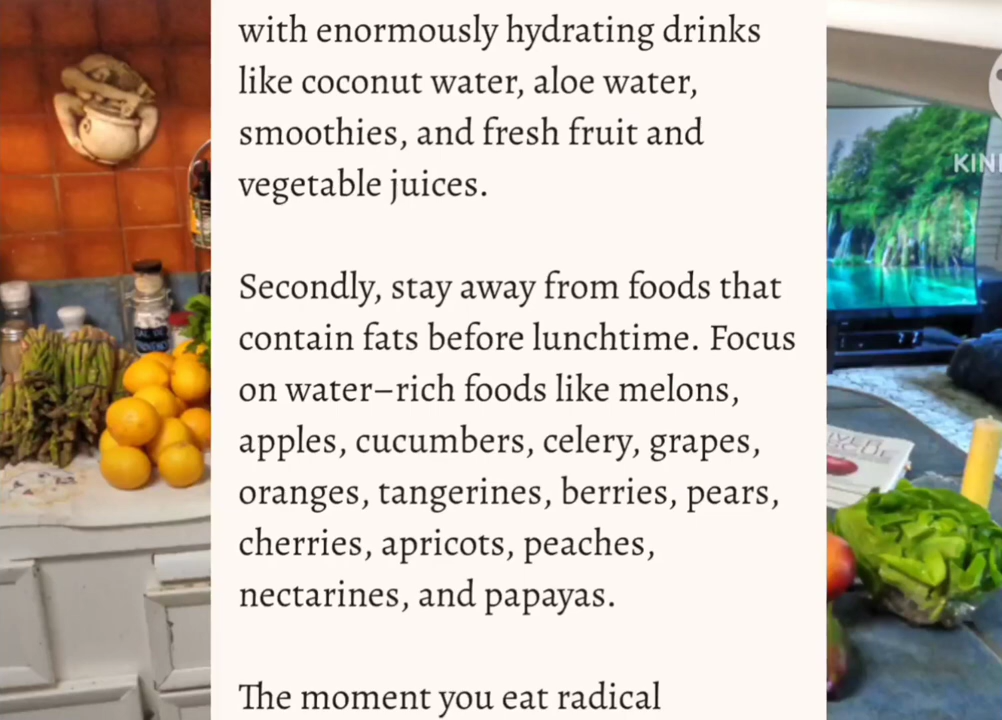 with enormously hydrating drinks
like coconut water, aloe water,
smoothies, and fresh fruit and
vegetable juices.
Secondly, stay away from foods that
contain fats before lunchtime. Focus
on water–rich foods like melons,
apples, cucumbers, celery, grapes,
oranges, tangerines, berries, pears,
cherries, apricots, peaches,
nectarines, and papayas.
The moment you eat radical
KIN